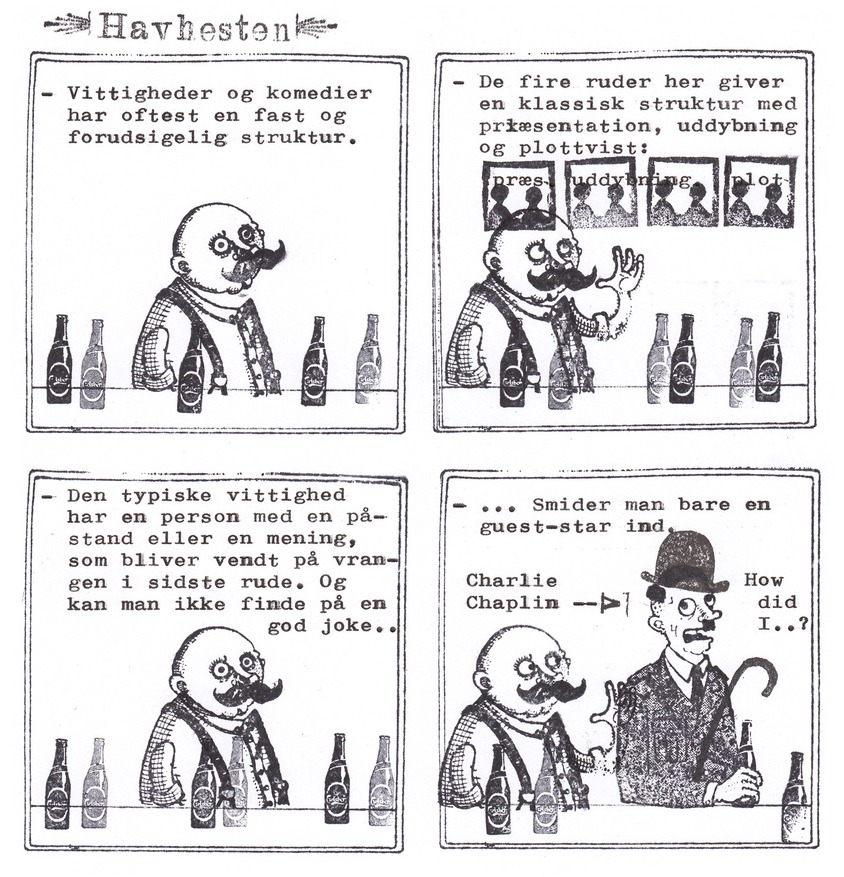 Havhesten
- Vittigheder og komedier
har oftest en fast og
forudsigelig struktur.
- De fire ruder her giver
en klassisk struktur med
prkæsentation, uddybning
og plottvist:
præs. uddybning plot
- Den typiske vittighed
har en person med en på-
stand eller en mening,
som bliver vendt på vran-
gen i sidste rude. Og
kan man ikke finde på en
god joke..
- ... Smider man bare en
guest-star ind.
Charlie
Chaplin --
How
did
I..?